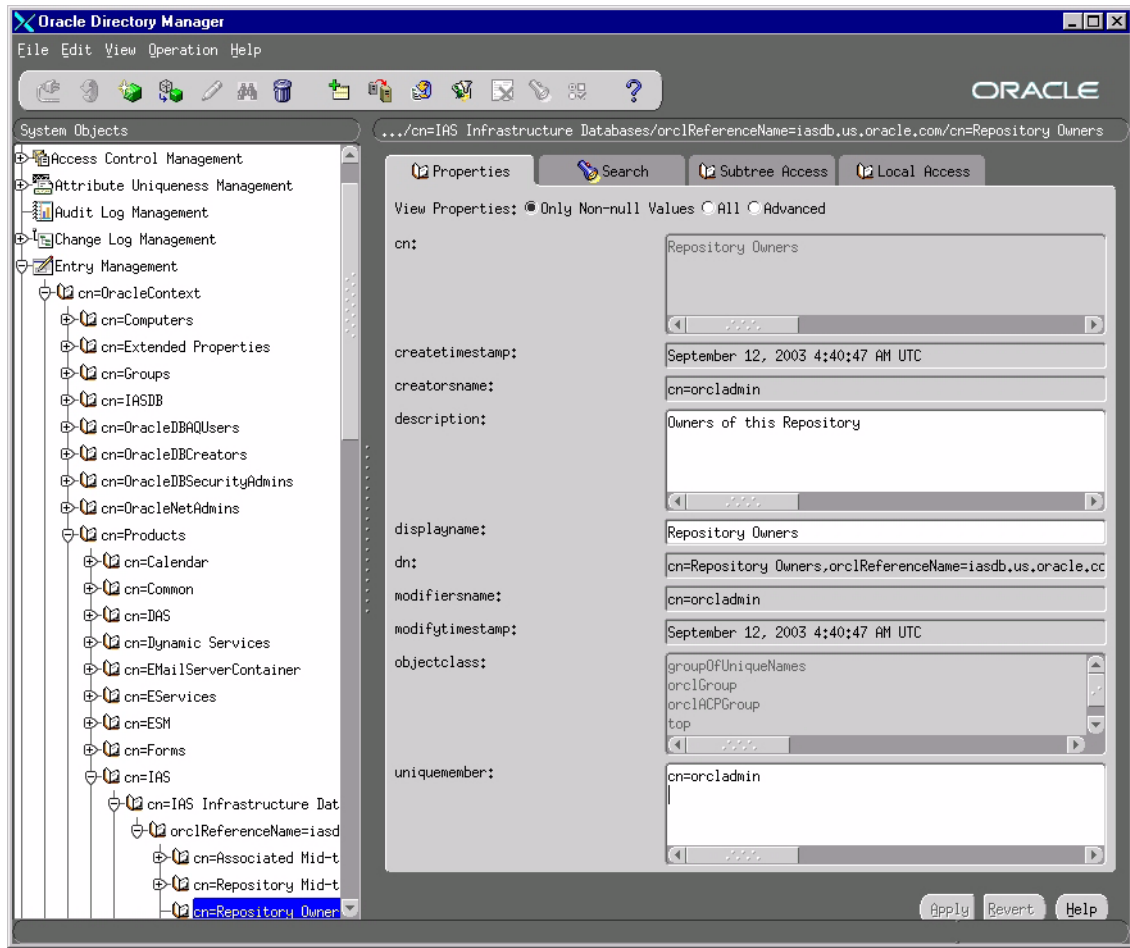 Oracle Directory Manager
File Edit View Operation Help
ORACLE
System Objects
.../cn=IAS Infrastructure Databases/orclReferenceName=iasdb.us.oracle.com/cn=Repository Owners
Access Control Management
Attribute Uniqueness Management
Audit Log Management
Change Log Management
Entry Management
cn=OracleContext
cn=Computers
cn=Extended Properties
cn=Groups
cn=IASDB
cn=OracleDBAQUsers
cn=OracleDBCreators
cn=OracleDBSecurityAdmins
cn=OracleNetAdmins
cn=Products
cn=Calendar
cn=Common
cn=DAS
cn=Dynamic Services
cn=EMailServerContainer
cn=EServices
cn=ESM
cn=Forms
cn=IAS
cn=IAS Infrastructure Dat
orclReferenceName=iasd
cn=Associated Mid-t
cn=Repository Mid-t
cn=Repository Owner
Properties Search Subtree Access Local Access
View Properties: Only Non-null Values All Advanced
cn: Repository Owners
createtimestamp: September 12, 2003 4:40:47 AM UTC
creatorsname: cn=orcladmin
description: Owners of this Repository
displayname: Repository Owners
dn: cn=Repository Owners,orclReferenceName=iasdb.us.oracle.cc
modifiersname: cn=orcladmin
modifytimestamp: September 12, 2003 4:40:47 AM UTC
objectclass: groupOfUniqueNames
orclGroup
orclACPGroup
top
uniquemember: cn=orcladmin
Apply Revert Help